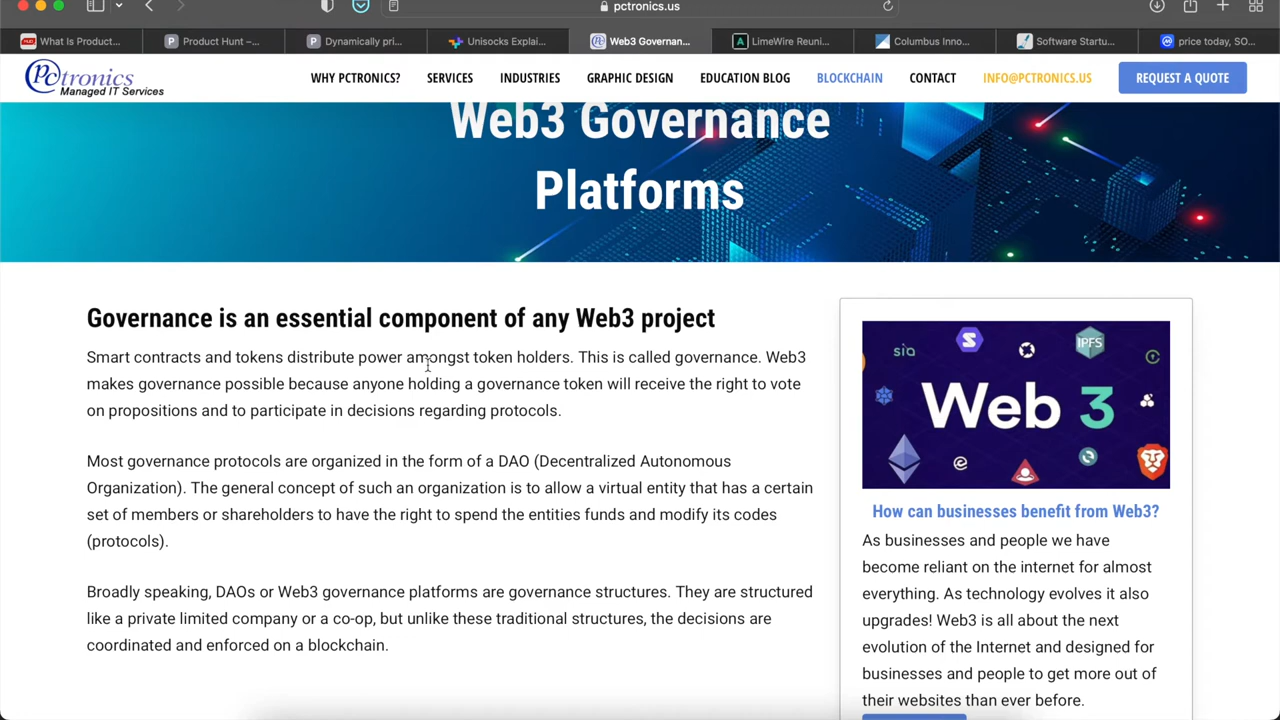 pctronics.us
What Is Product...
Product Hunt –...
Dynamically pri...
Unisocks Explai...
Web3 Governan...
LimeWire Reuni...
Columbus Inno...
Software Startu...
price today, SO...
PCtronics
Managed IT Services
WHY PCTRONICS?
SERVICES
INDUSTRIES
GRAPHIC DESIGN
EDUCATION BLOG
BLOCKCHAIN
CONTACT
INFO@PCTRONICS.US
REQUEST A QUOTE
Web3 Governance
Platforms
Governance is an essential component of any Web3 project
Smart contracts and tokens distribute power amongst token holders. This is called governance. Web3
makes governance possible because anyone holding a governance token will receive the right to vote
on propositions and to participate in decisions regarding protocols.
Most governance protocols are organized in the form of a DAO (Decentralized Autonomous
Organization). The general concept of such an organization is to allow a virtual entity that has a certain
set of members or shareholders to have the right to spend the entities funds and modify its codes
(protocols).
Broadly speaking, DAOs or Web3 governance platforms are governance structures. They are structured
like a private limited company or a co-op, but unlike these traditional structures, the decisions are
coordinated and enforced on a blockchain.
sia
IPFS
Web 3
How can businesses benefit from Web3?
As businesses and people we have
become reliant on the internet for almost
everything. As technology evolves it also
upgrades! Web3 is all about the next
evolution of the Internet and designed for
businesses and people to get more out of
their websites than ever before.